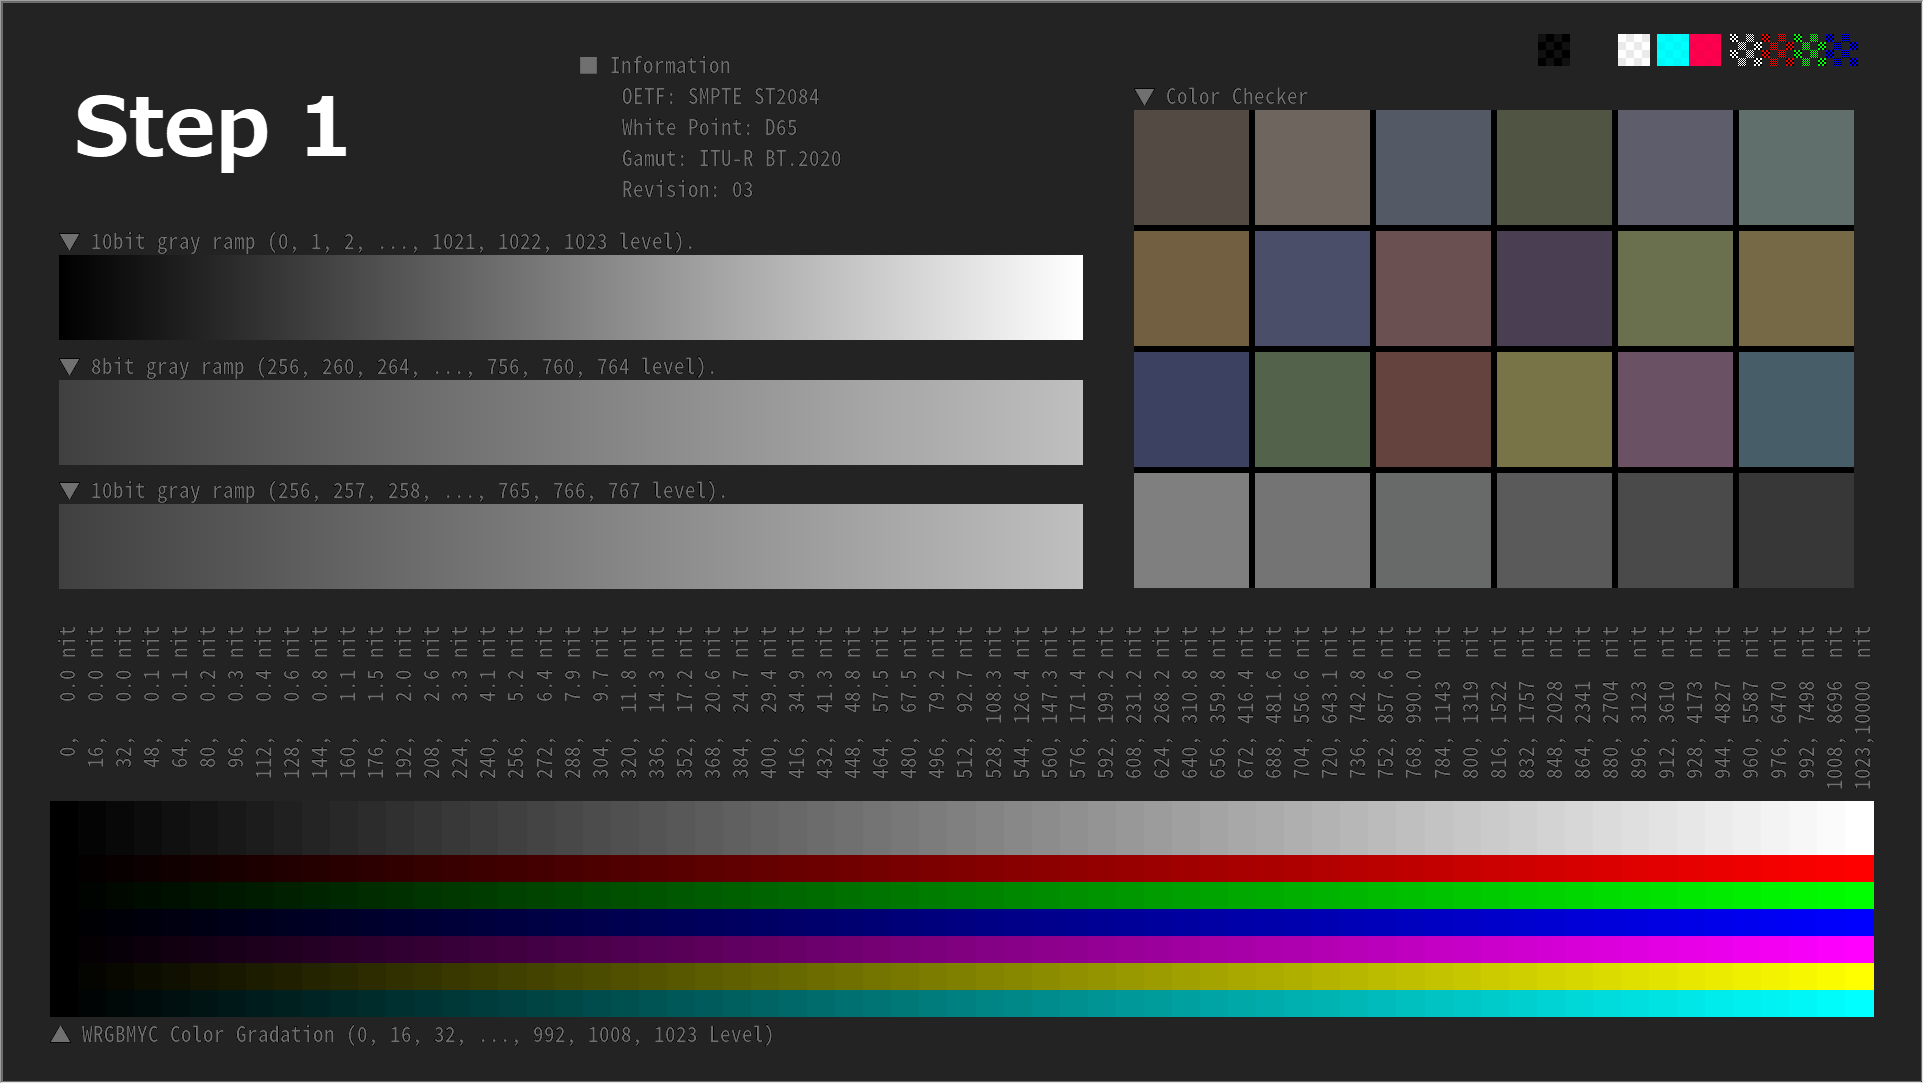 Step 1
Information
OETF: SMPTE ST2084
White Point: D65
Gamut: ITU-R BT.2020
Revision: 03
Color Checker
10bit gray ramp (0, 1, 2, ..., 1021, 1022, 1023 level).
8bit gray ramp (256, 260, 264, ..., 756, 760, 764 level).
10bit gray ramp (256, 257, 258, ..., 765, 766, 767 level).
0, 0.0 nit
16, 0.0 nit
32, 0.0 nit
48, 0.1 nit
64, 0.1 nit
80, 0.2 nit
96, 0.3 nit
112, 0.4 nit
128, 0.6 nit
144, 0.8 nit
160, 1.1 nit
176, 1.5 nit
192, 2.0 nit
208, 2.6 nit
224, 3.3 nit
240, 4.1 nit
256, 5.2 nit
272, 6.4 nit
288, 7.9 nit
304, 9.7 nit
320, 11.8 nit
336, 14.3 nit
352, 17.2 nit
368, 20.6 nit
384, 24.7 nit
400, 29.4 nit
416, 34.9 nit
432, 41.3 nit
448, 48.8 nit
464, 57.5 nit
480, 67.5 nit
496, 79.2 nit
512, 92.7 nit
528, 108.3 nit
544, 126.4 nit
560, 147.3 nit
576, 171.4 nit
592, 199.2 nit
608, 231.2 nit
624, 268.2 nit
640, 310.8 nit
656, 359.8 nit
672, 416.4 nit
688, 481.6 nit
704, 556.6 nit
720, 643.1 nit
736, 742.8 nit
752, 857.6 nit
768, 990.0 nit
784, 1143 nit
800, 1319 nit
816, 1522 nit
832, 1757 nit
848, 2028 nit
864, 2341 nit
880, 2704 nit
896, 3123 nit
912, 3610 nit
928, 4173 nit
944, 4827 nit
960, 5587 nit
976, 6470 nit
992, 7498 nit
1008, 8696 nit
1023,10000 nit
WRGBMYC Color Gradation (0, 16, 32, ..., 992, 1008, 1023 Level)